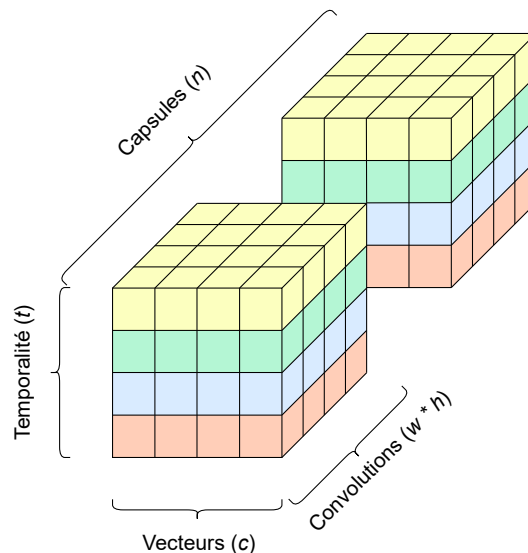 Capsules (n)
Temporalité (t)
Convolutions (w * h)
Vecteurs (c)